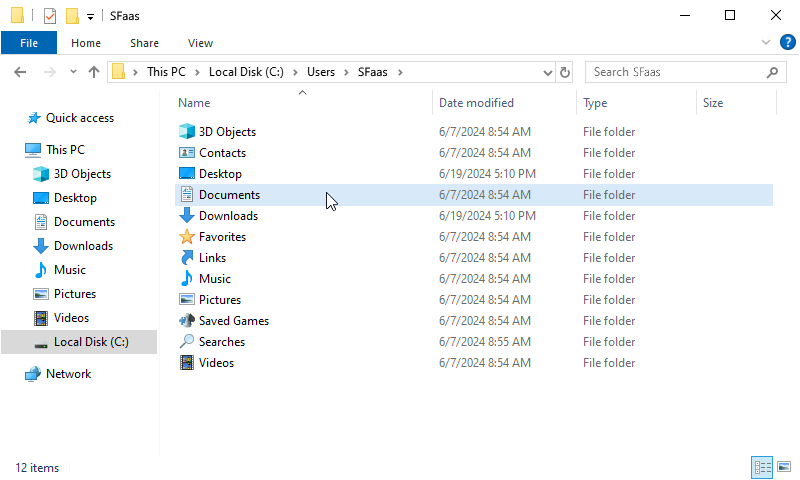 SFaas
File Home Share View
This PC Local Disk (C:) Users SFaas Search SFaas
Name Date modified Type Size
Quick access
This PC
3D Objects
Desktop
Documents
Downloads
Music
Pictures
Videos
Local Disk (C:)
Network
3D Objects 6/7/2024 8:54 AM File folder
Contacts 6/7/2024 8:54 AM File folder
Desktop 6/19/2024 5:10 PM File folder
Documents 6/7/2024 8:54 AM File folder
Downloads 6/19/2024 5:10 PM File folder
Favorites 6/7/2024 8:54 AM File folder
Links 6/7/2024 8:54 AM File folder
Music 6/7/2024 8:54 AM File folder
Pictures 6/7/2024 8:54 AM File folder
Saved Games 6/7/2024 8:54 AM File folder
Searches 6/7/2024 8:55 AM File folder
Videos 6/7/2024 8:54 AM File folder
12 items